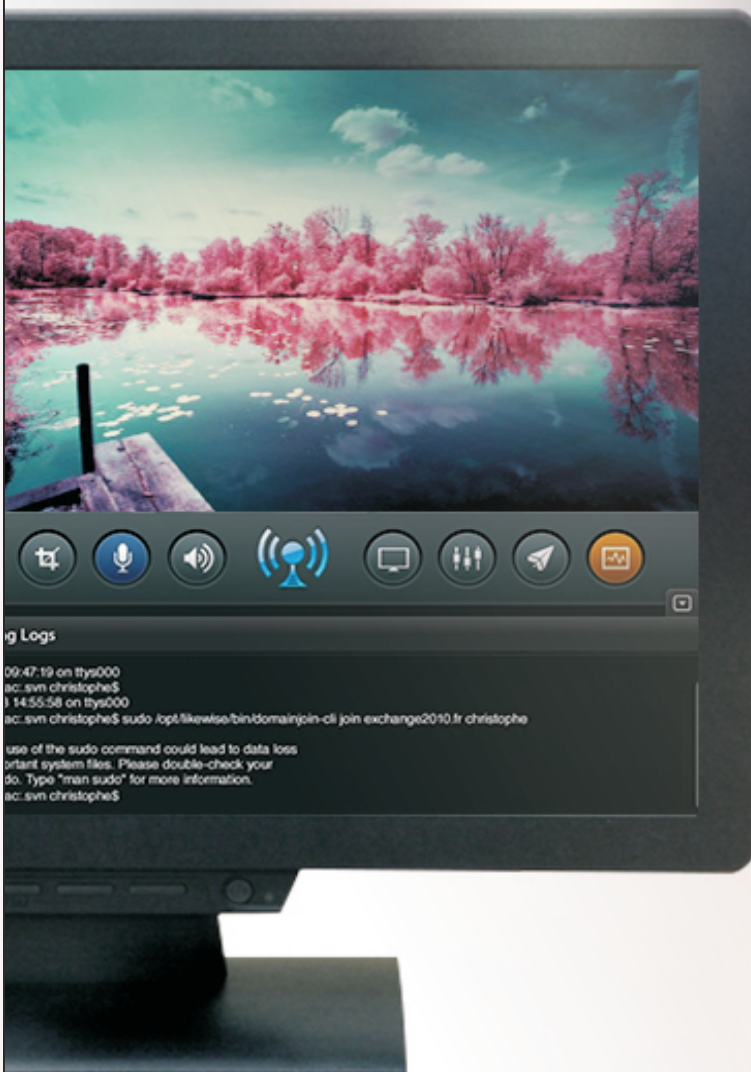 g Logs
09:47:19 on ttys000
ac:.svn christophe$
3 14:55:58 on ttys000
ac:.svn christophe$ sudo /opt/likewise/bin/domainjoin-cli join exchange2010.fr christophe
use of the sudo command could lead to data loss
ortant system files. Please double-check your
do. Type "man sudo" for more information.
ac:.svn christophe$